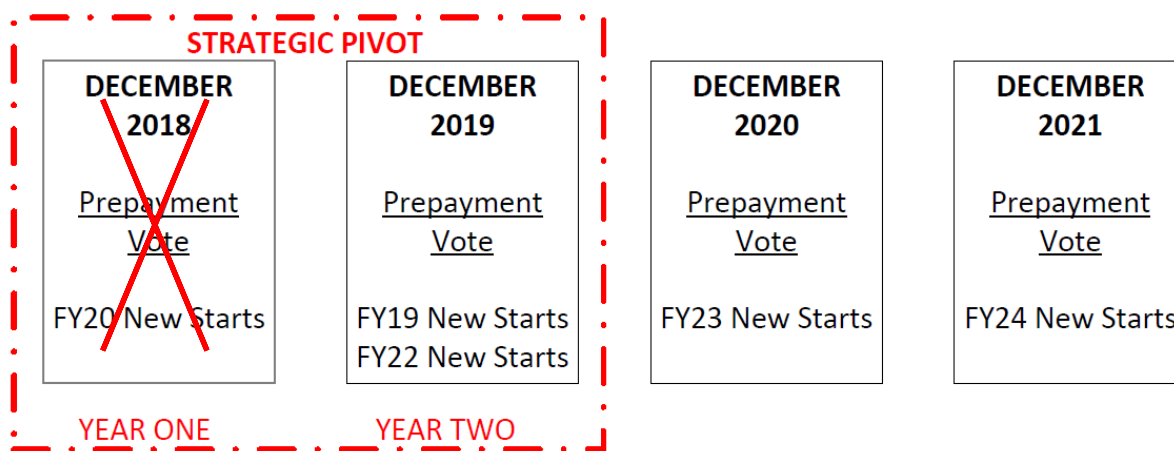 STRATEGIC PIVOT
DECEMBER
2018
Prepayment
Vote
FY20 New Starts
YEAR ONE
DECEMBER
2019
Prepayment
Vote
FY19 New Starts
FY22 New Starts
YEAR TWO
DECEMBER
2020
Prepayment
Vote
FY23 New Starts
DECEMBER
2021
Prepayment
Vote
FY24 New Starts